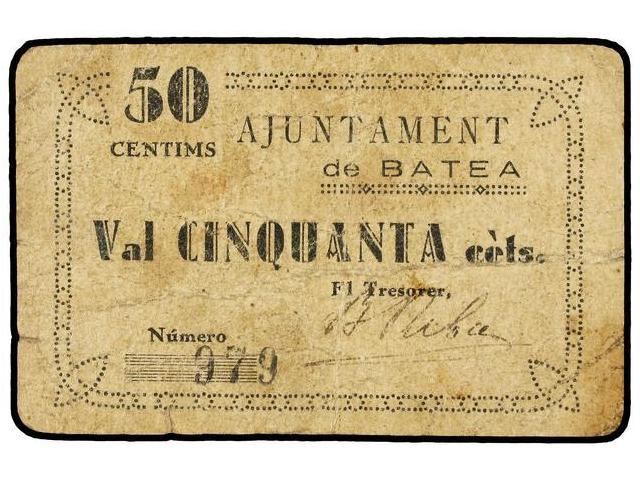 50
CENTIMS
AJUNTAMENT
de BATEA
Val CINQUANTA cèts.
El Tresorer,
Número
979